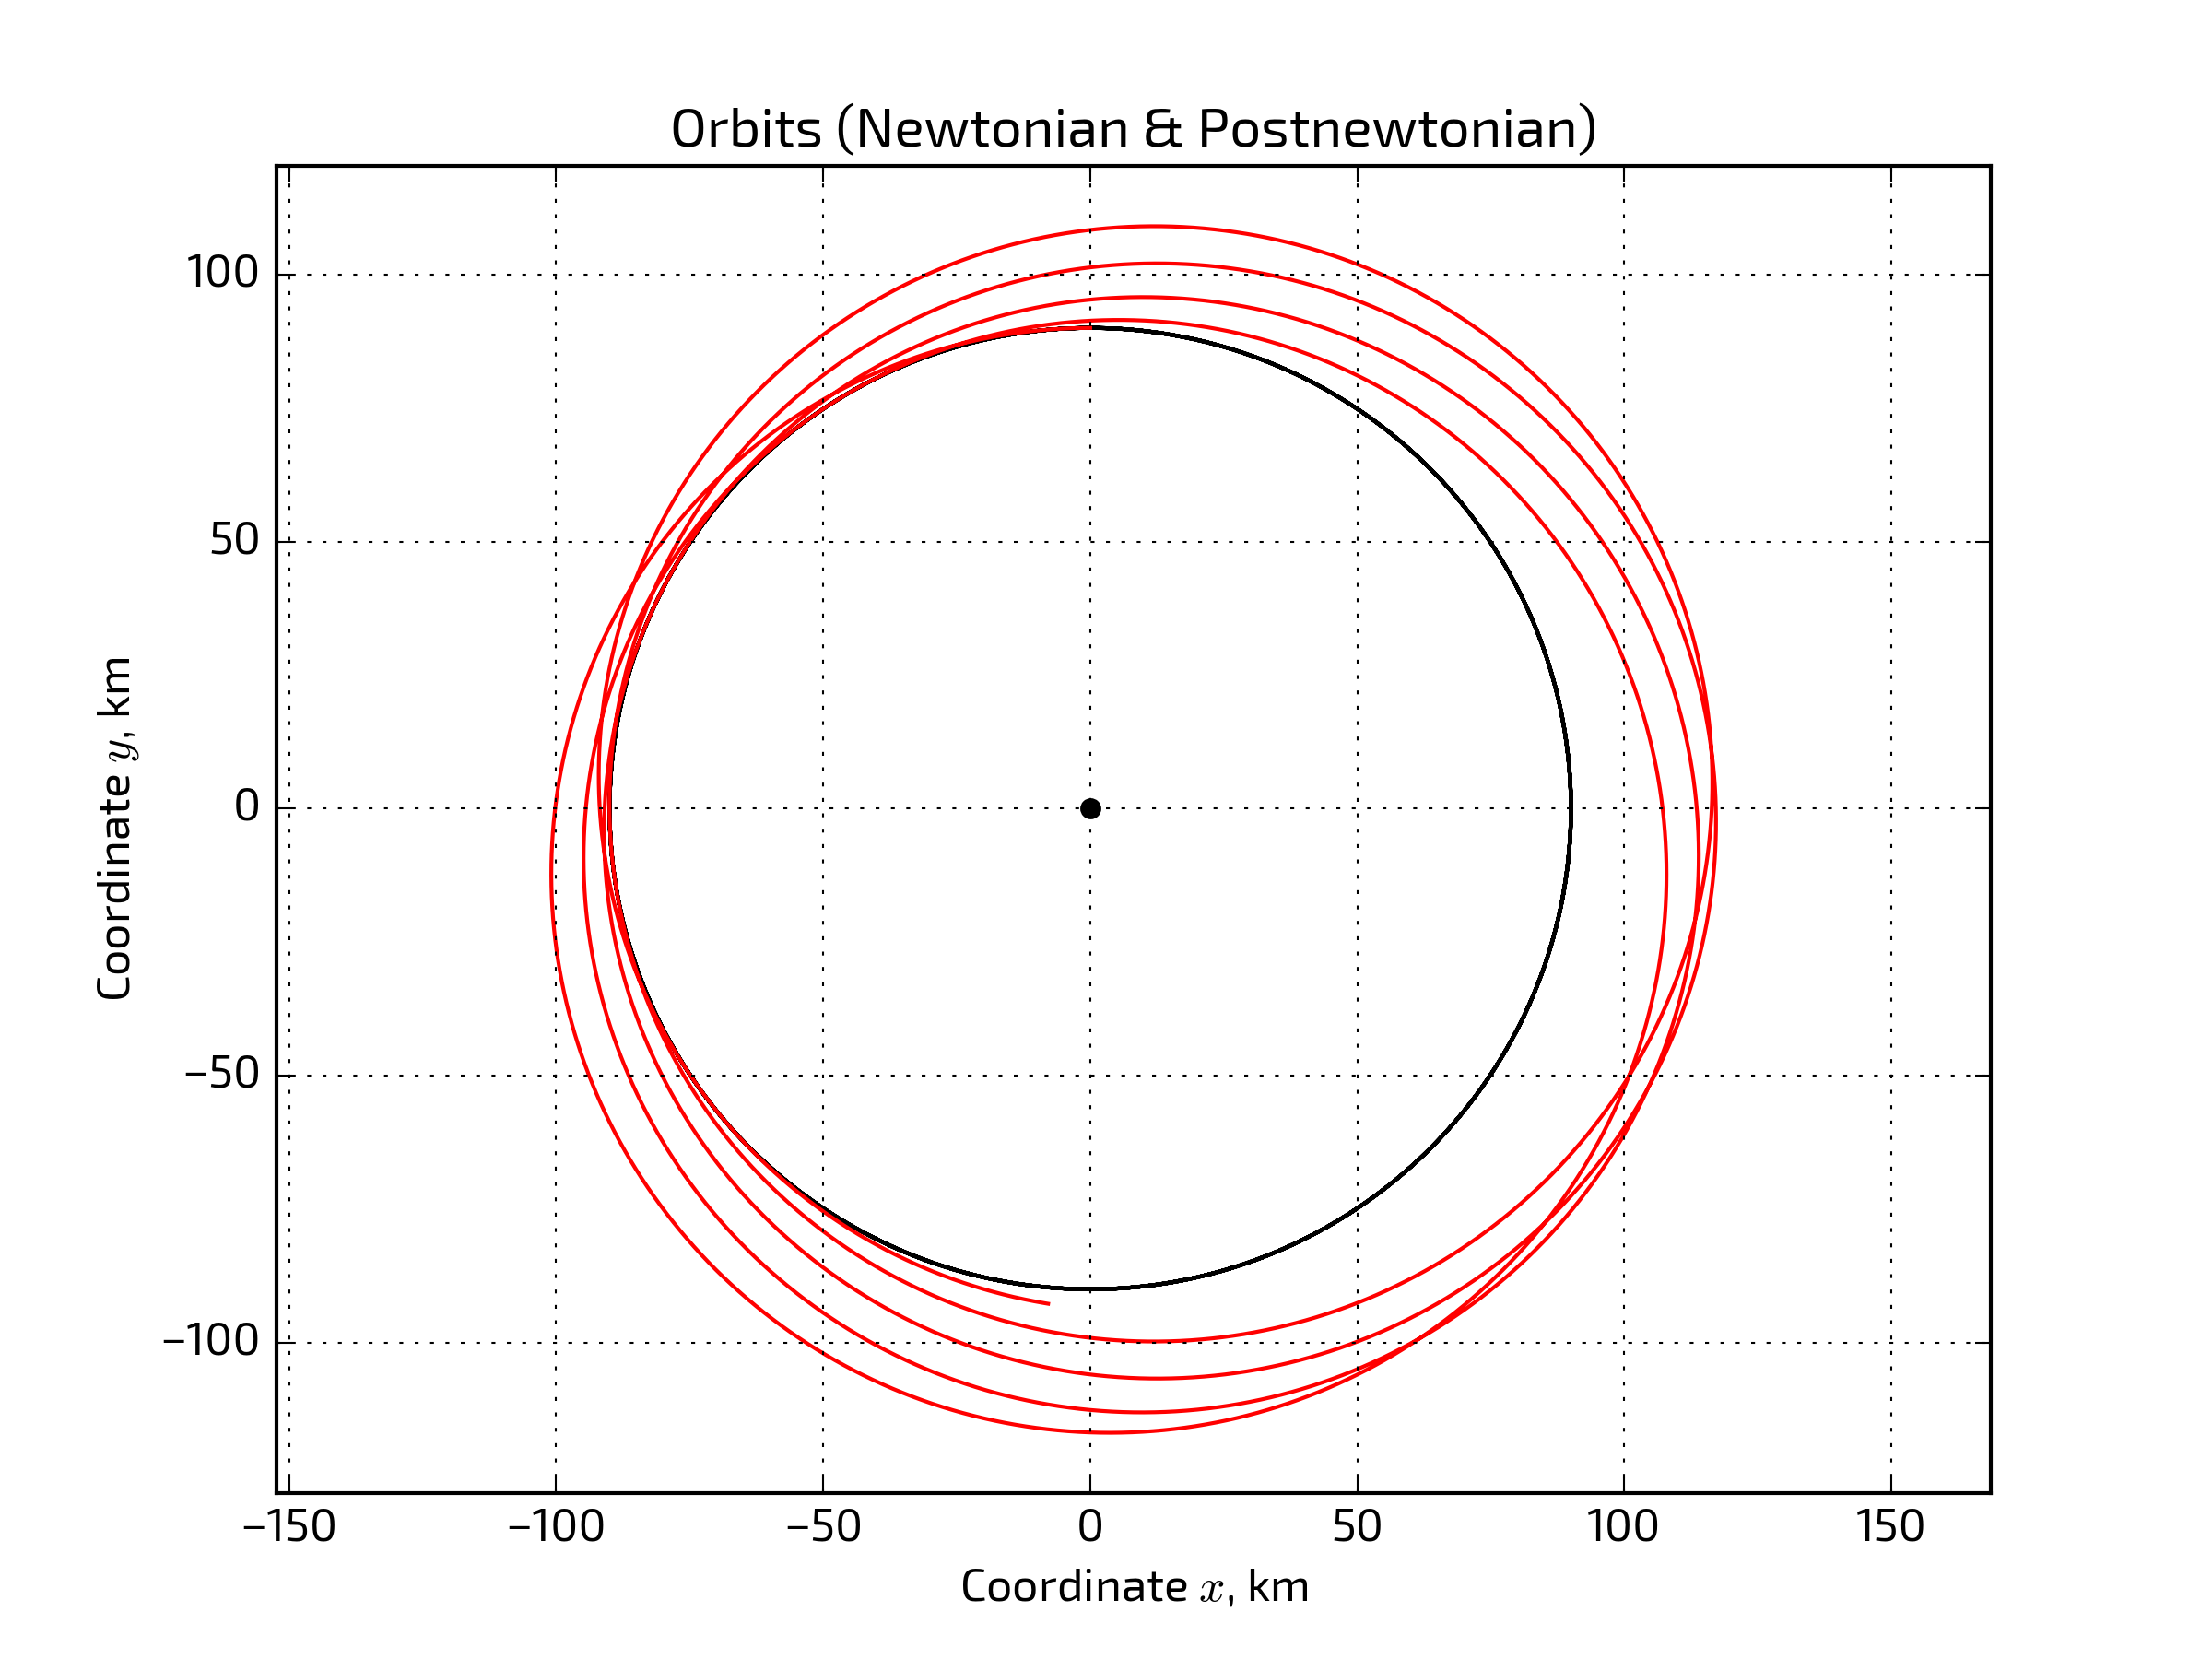 Orbits (Newtonian & Postnewtonian)
100
50
0
−50
−100
Coordinate y, km
−150 −100 −50 0 50 100 150
Coordinate x, km